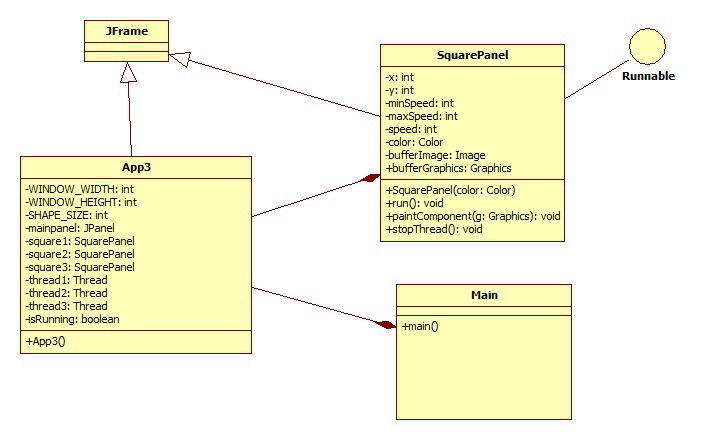 JFrame
SquarePanel
-x: int
-y: int
-minSpeed: int
-maxSpeed: int
-speed: int
-color: Color
-bufferImage: Image
+bufferGraphics: Graphics
+SquarePanel(color: Color)
+run(): void
+paintComponent(g: Graphics): void
+stopThread(): void
Runnable
App3
-WINDOW_WIDTH: int
-WINDOW_HEIGHT: int
-SHAPE_SIZE: int
-mainpanel: JPanel
-square1: SquarePanel
-square2: SquarePanel
-square3: SquarePanel
-thread1: Thread
-thread2: Thread
-thread3: Thread
-isRunning: boolean
+App3()
Main
+main()